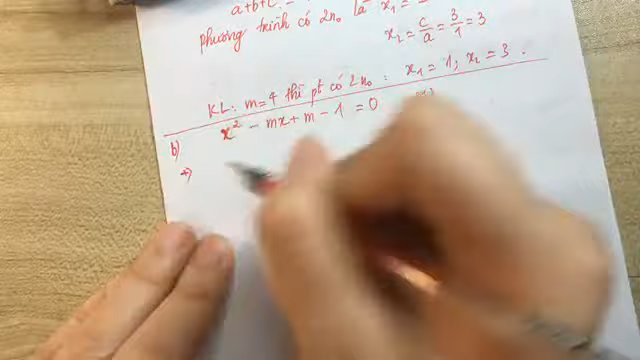 a+b+c =
phương trình có 2n₀ là x₁ =
x₂ = c/a = 3/1 = 3
KL: m=4 thì pt có 2n₀: x₁ = 1; x₂ = 3.
b) x² - mx + m - 1 = 0
⇒